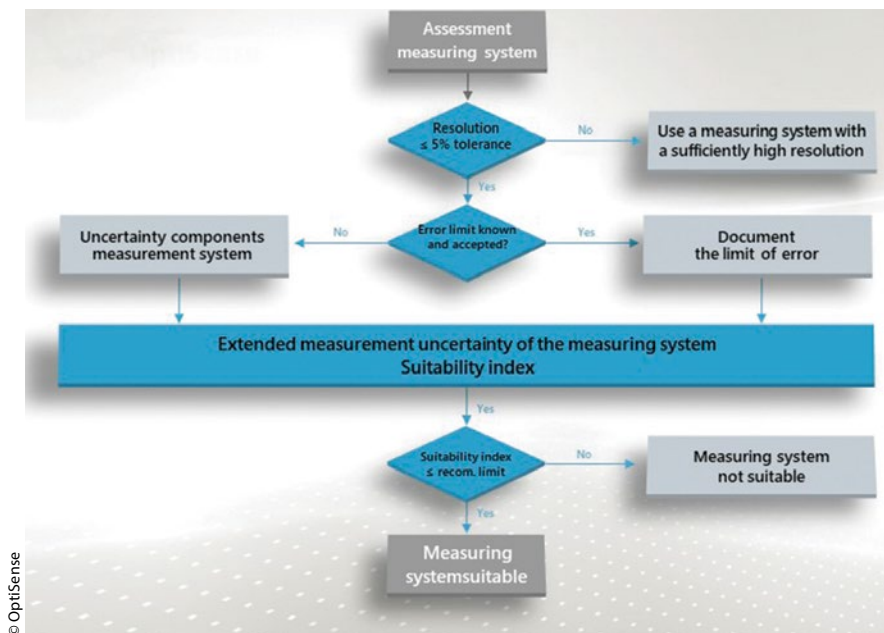 Assessment
measuring system
Resolution
≤ 5% tolerance
No
Use a measuring system with
a sufficiently high resolution
Yes
Uncertainty components
measurement system
No
Error limit known
and accepted?
Yes
Document
the limit of error
Extended measurement uncertainty of the measuring system
Suitability index
Yes
Suitability index
≤ recom. limit
No
Measuring system
not suitable
Yes
Measuring
systemsuitable
© OptiSense